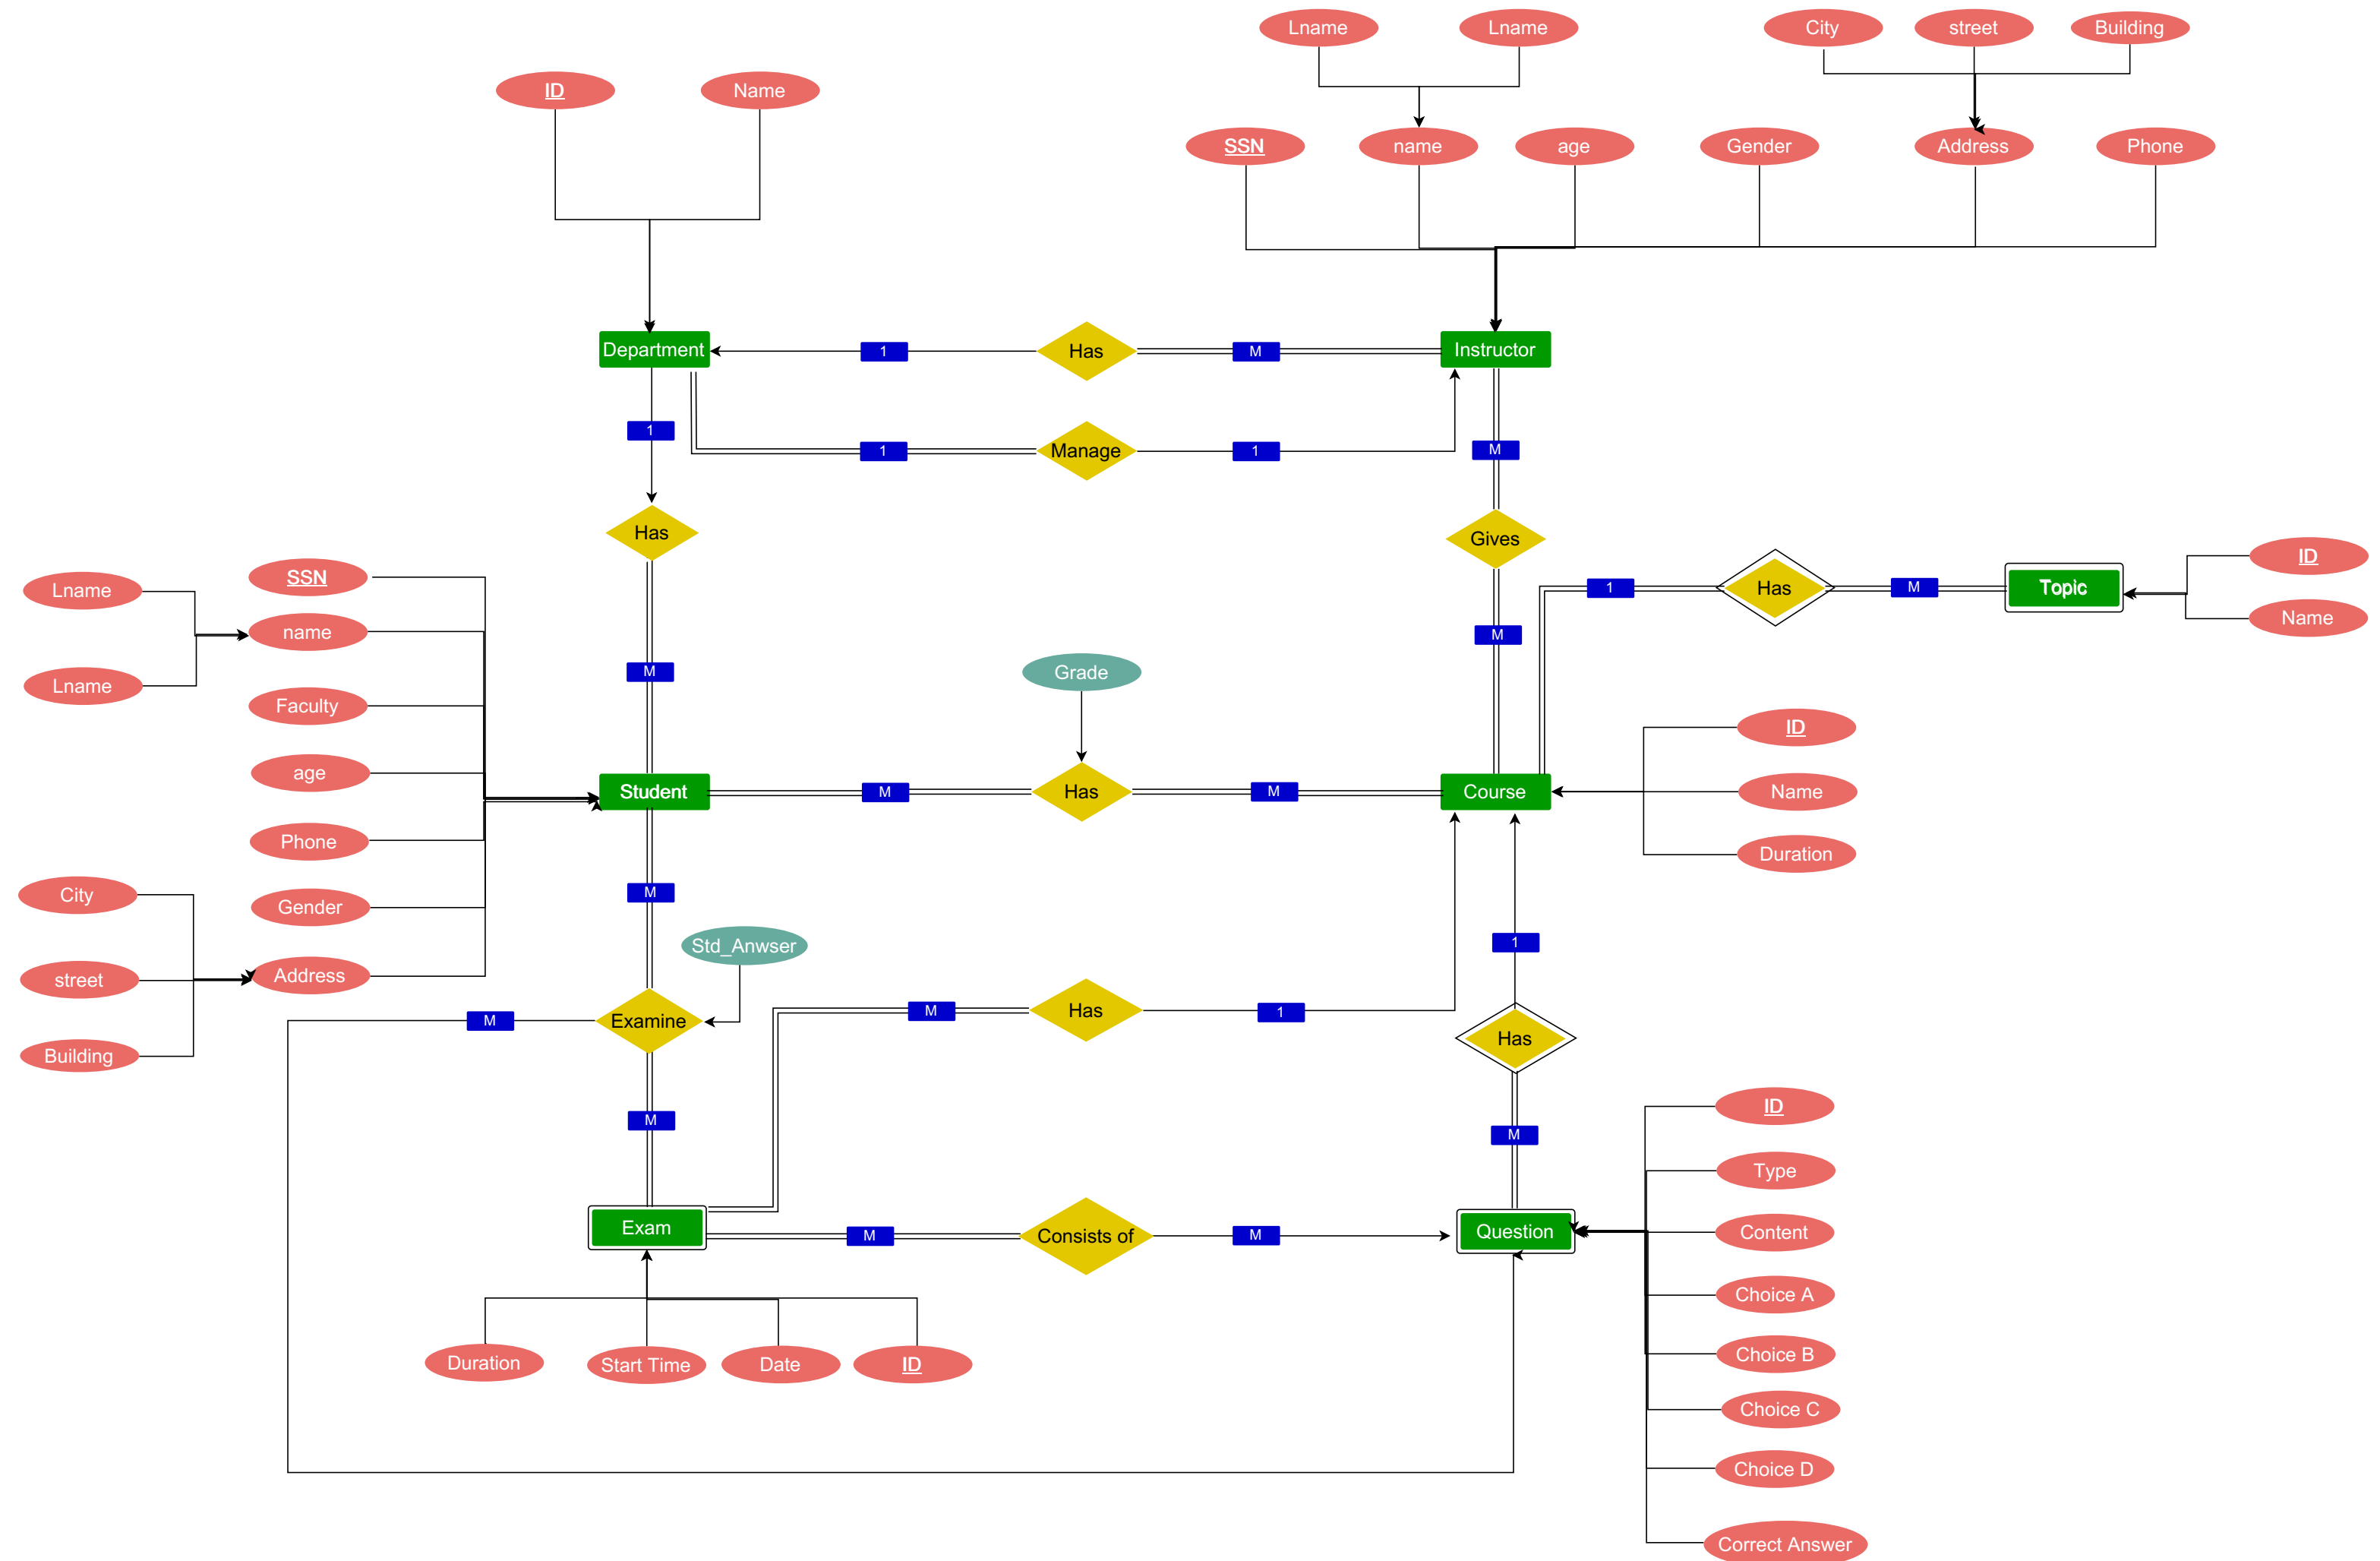 Lname
Lname
City
street
Building
ID
Name
SSN
name
age
Gender
Address
Phone
Department
1
Has
M
Instructor
1
1
Manage
1
M
Has
Gives
Lname
SSN
1
Has
M
Topic
ID
name
Name
M
M
Lname
Grade
Faculty
ID
age
Student
M
Has
M
Course
Name
Phone
Duration
City
Gender
M
Std_Anwser
1
street
Address
M
Examine
M
Has
1
Has
Building
M
M
ID
Type
Exam
M
Consists of
M
Question
Content
Choice A
Duration
Start Time
Date
ID
Choice B
Choice C
Choice D
Correct Answer